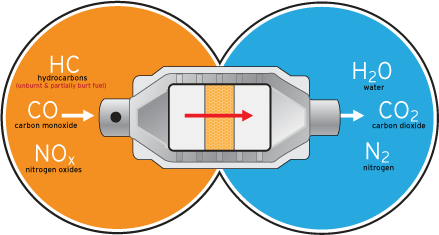 HC
hydrocarbons
(unburnt & partially burt fuel)
CO
carbon monoxide
NOx
nitrogen oxides
H2O
water
CO2
carbon dioxide
N2
nitrogen